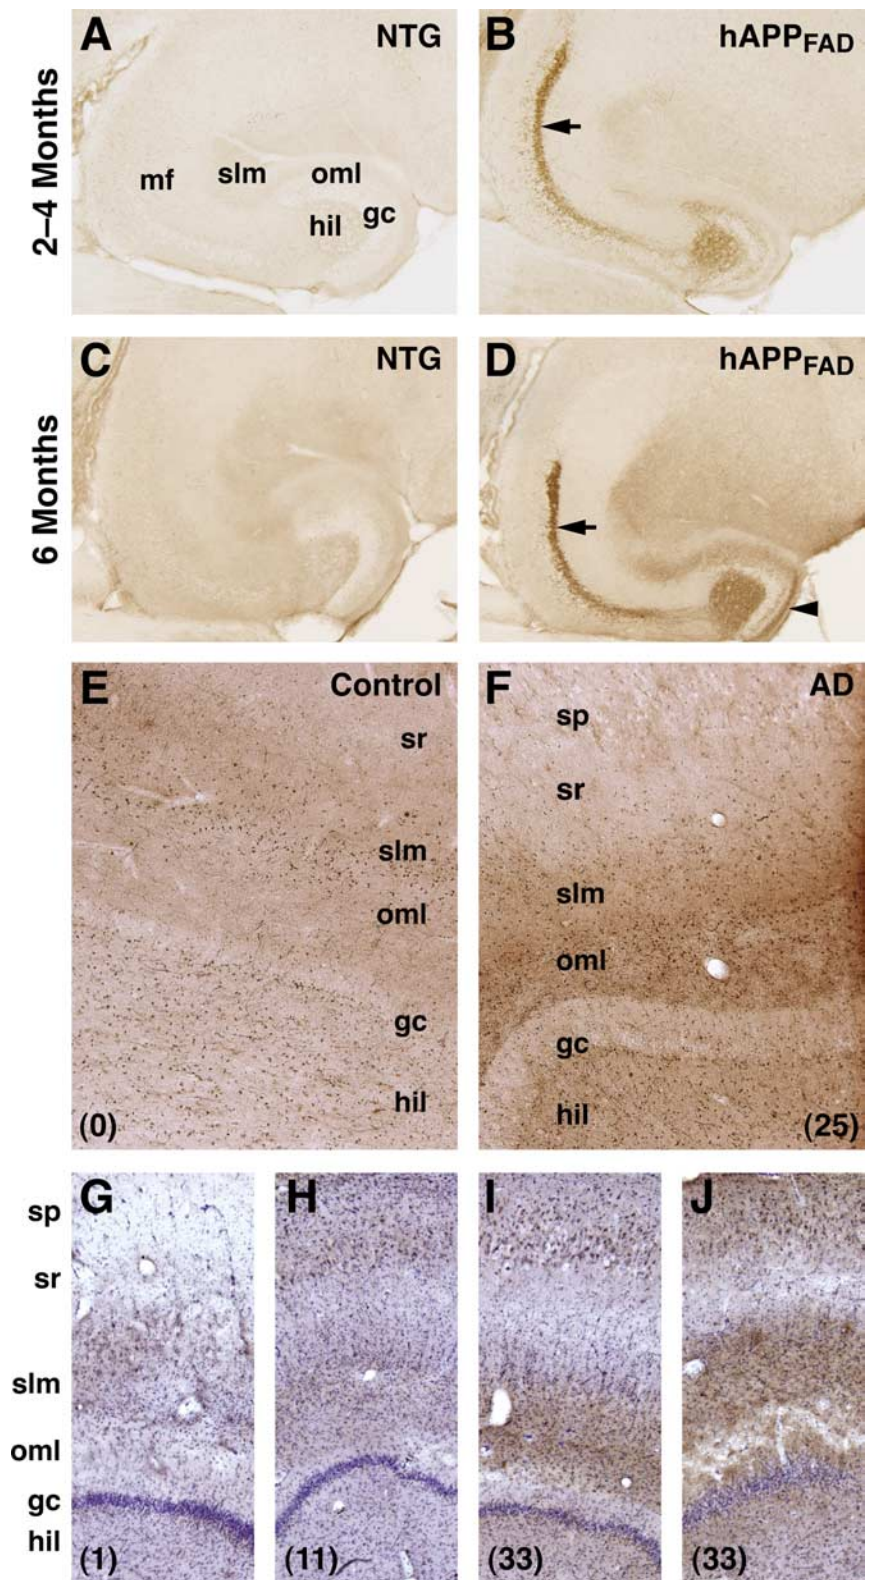 A NTG
B hAPPFAD
2–4 Months
mf slm oml
hil gc
C NTG
D hAPPFAD
6 Months
E Control
sr
slm
oml
gc
hil
(0)
F AD
sp
sr
slm
oml
gc
hil
(25)
G H I J
sp
sr
slm
oml
gc
hil
(1) (11) (33) (33)